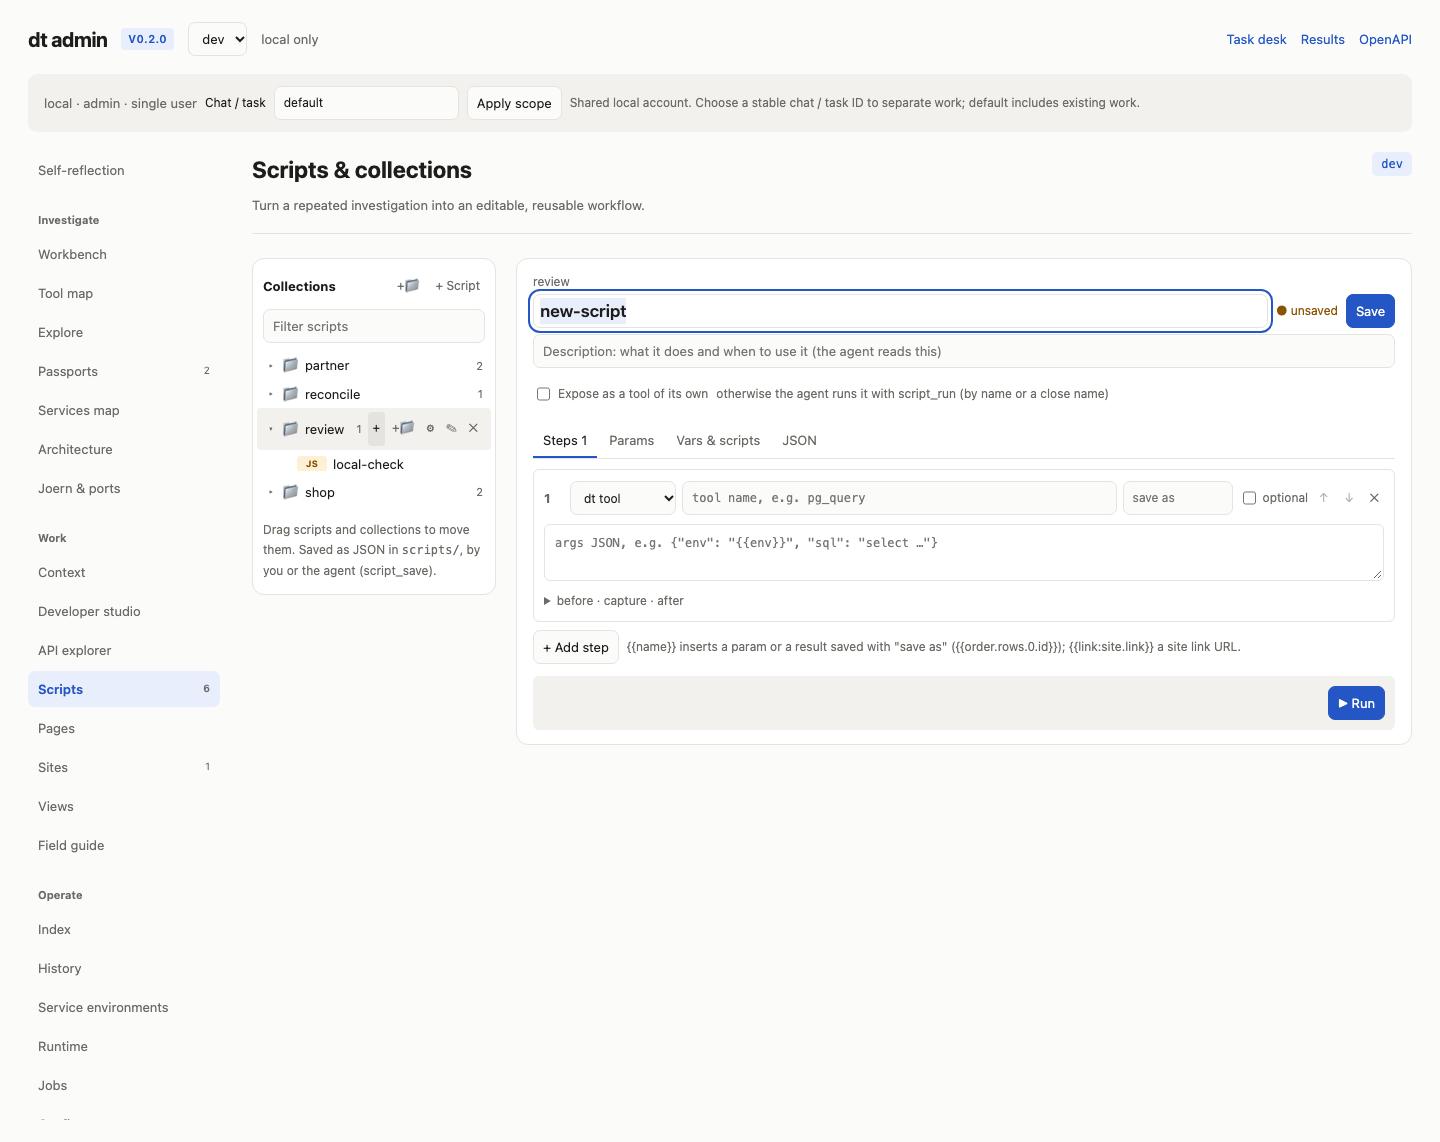 dt admin V0.2.0 dev local only Task desk Results OpenAPI
local · admin · single user Chat / task default Apply scope Shared local account. Choose a stable chat / task ID to separate work; default includes existing work.
Self-reflection
Investigate
Workbench
Tool map
Explore
Passports 2
Services map
Architecture
Joern & ports
Work
Context
Developer studio
API explorer
Scripts 6
Pages
Sites 1
Views
Field guide
Operate
Index
History
Service environments
Runtime
Jobs
Scripts & collections dev
Turn a repeated investigation into an editable, reusable workflow.
Collections + + Script
Filter scripts
partner 2
reconcile 1
review 1 + +
JS local-check
shop 2
Drag scripts and collections to move
them. Saved as JSON in scripts/, by
you or the agent (script_save).
review
new-script unsaved Save
Description: what it does and when to use it (the agent reads this)
Expose as a tool of its own otherwise the agent runs it with script_run (by name or a close name)
Steps 1 Params Vars & scripts JSON
1 dt tool tool name, e.g. pg_query save as optional ↑ ↓ ×
args JSON, e.g. {"env": "{{env}}", "sql": "select …"}
before · capture · after
+ Add step {{name}} inserts a param or a result saved with "save as" ({{order.rows.0.id}}); {{link:site.link}} a site link URL.
Run